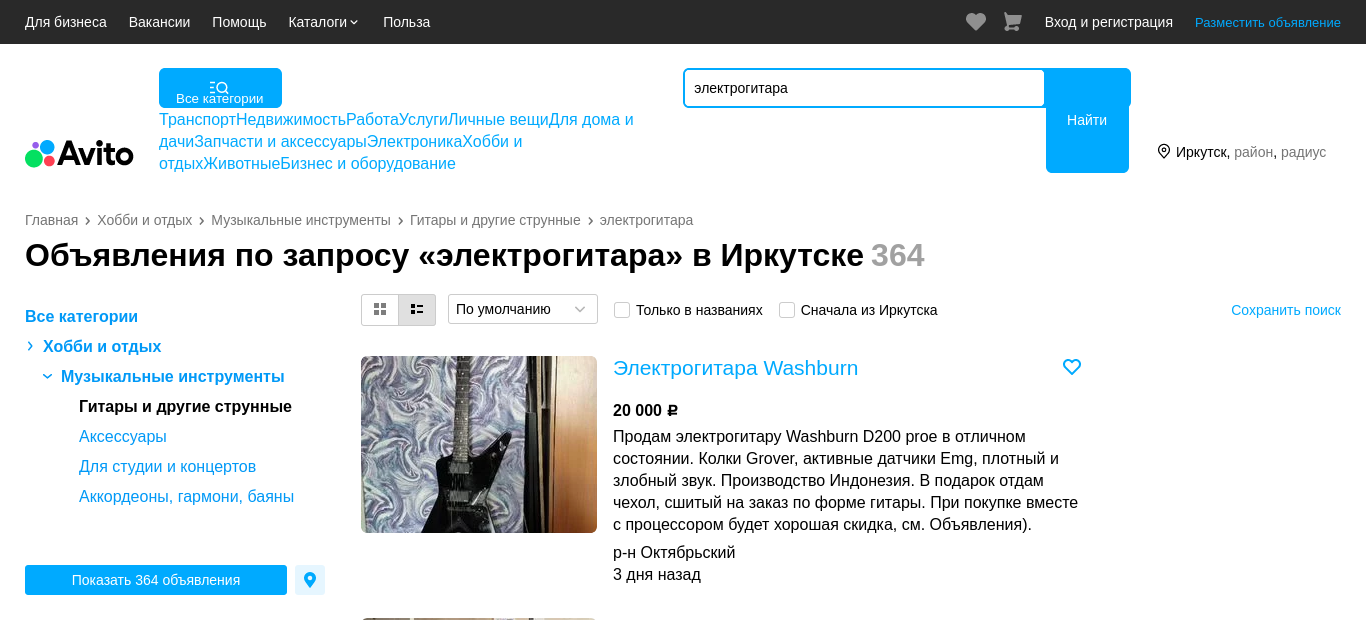 Для бизнеса Вакансии Помощь Каталоги Польза Вход и регистрация Разместить объявление
Все категории
электрогитара
Найти
ТранспортНедвижимостьРаботаУслугиЛичные вещиДля дома и
дачиЗапчасти и аксессуарыЭлектроникаХобби и
отдыхЖивотныеБизнес и оборудование
Avito
Иркутск, район, радиус
Главная › Хобби и отдых › Музыкальные инструменты › Гитары и другие струнные › электрогитара
Объявления по запросу «электрогитара» в Иркутске 364
По умолчанию Только в названиях Сначала из Иркутска Сохранить поиск
Все категории
Хобби и отдых
Музыкальные инструменты
Гитары и другие струнные
Аксессуары
Для студии и концертов
Аккордеоны, гармони, баяны
Показать 364 объявления
Электрогитара Washburn
20 000 ₽
Продам электрогитару Washburn D200 proe в отличном
состоянии. Колки Grover, активные датчики Emg, плотный и
злобный звук. Производство Индонезия. В подарок отдам
чехол, сшитый на заказ по форме гитары. При покупке вместе
с процессором будет хорошая скидка, см. Объявления).
р-н Октябрьский
3 дня назад